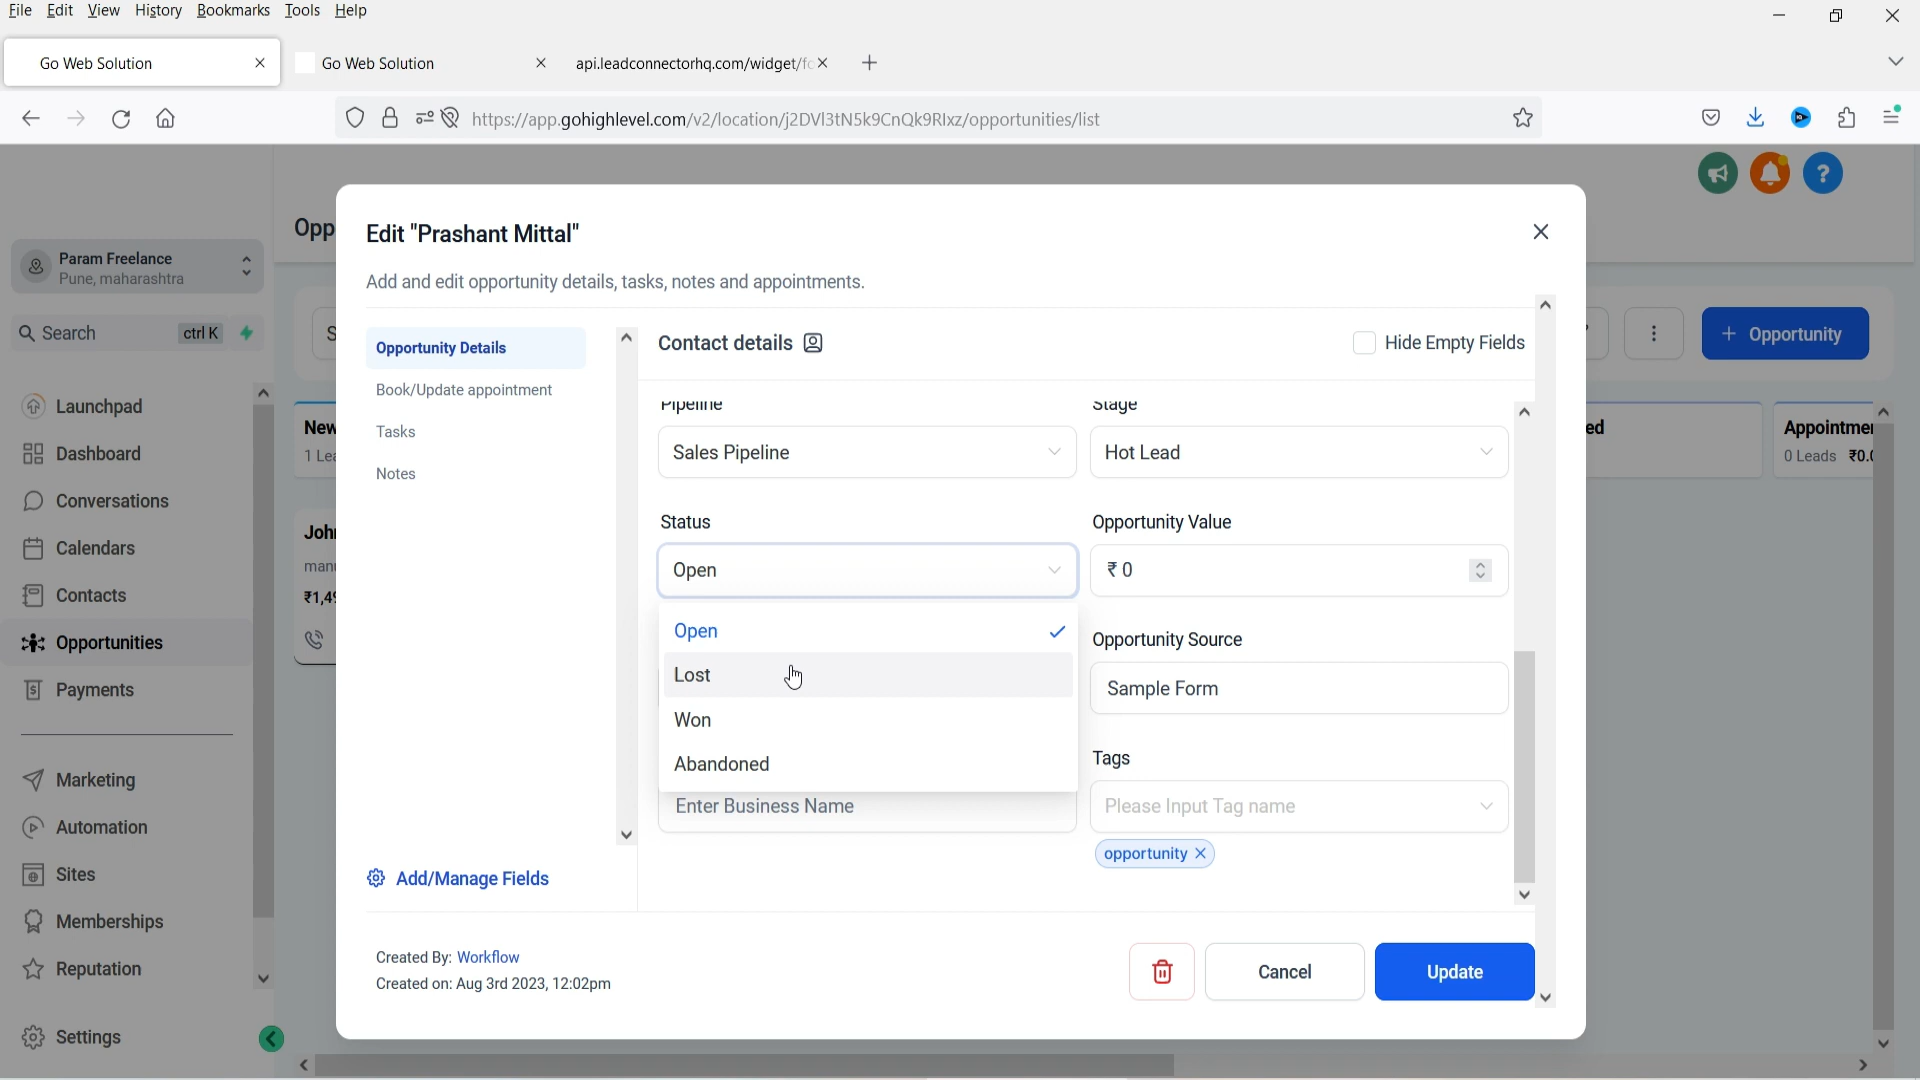 File Edit View History Bookmarks Tools Help
Go Web Solution
Go Web Solution
api.leadconnectorhq.com/widget/fo
https://app.gohighlevel.com/v2/location/j2DVl3tN5k9CnQk9RIxz/opportunities/list
Param Freelance
Pune, maharashtra
Search ctrl K
Launchpad
Dashboard
Conversations
Calendars
Contacts
Opportunities
Payments
Marketing
Automation
Sites
Memberships
Reputation
Settings
Opp
+ Opportunity
New
1 Lea
John
manu
₹1,49
ed
Appointmen
0 Leads ₹0.0
Edit "Prashant Mittal"
Add and edit opportunity details, tasks, notes and appointments.
Opportunity Details
Book/Update appointment
Tasks
Notes
Add/Manage Fields
Contact details
Hide Empty Fields
Pipeline Stage
Sales Pipeline Hot Lead
Status Opportunity Value
Open ₹ 0
Open
Lost
Won
Abandoned
Opportunity Source
Sample Form
Tags
Enter Business Name
Please Input Tag name
opportunity
Created By: Workflow
Created on: Aug 3rd 2023, 12:02pm
Cancel
Update